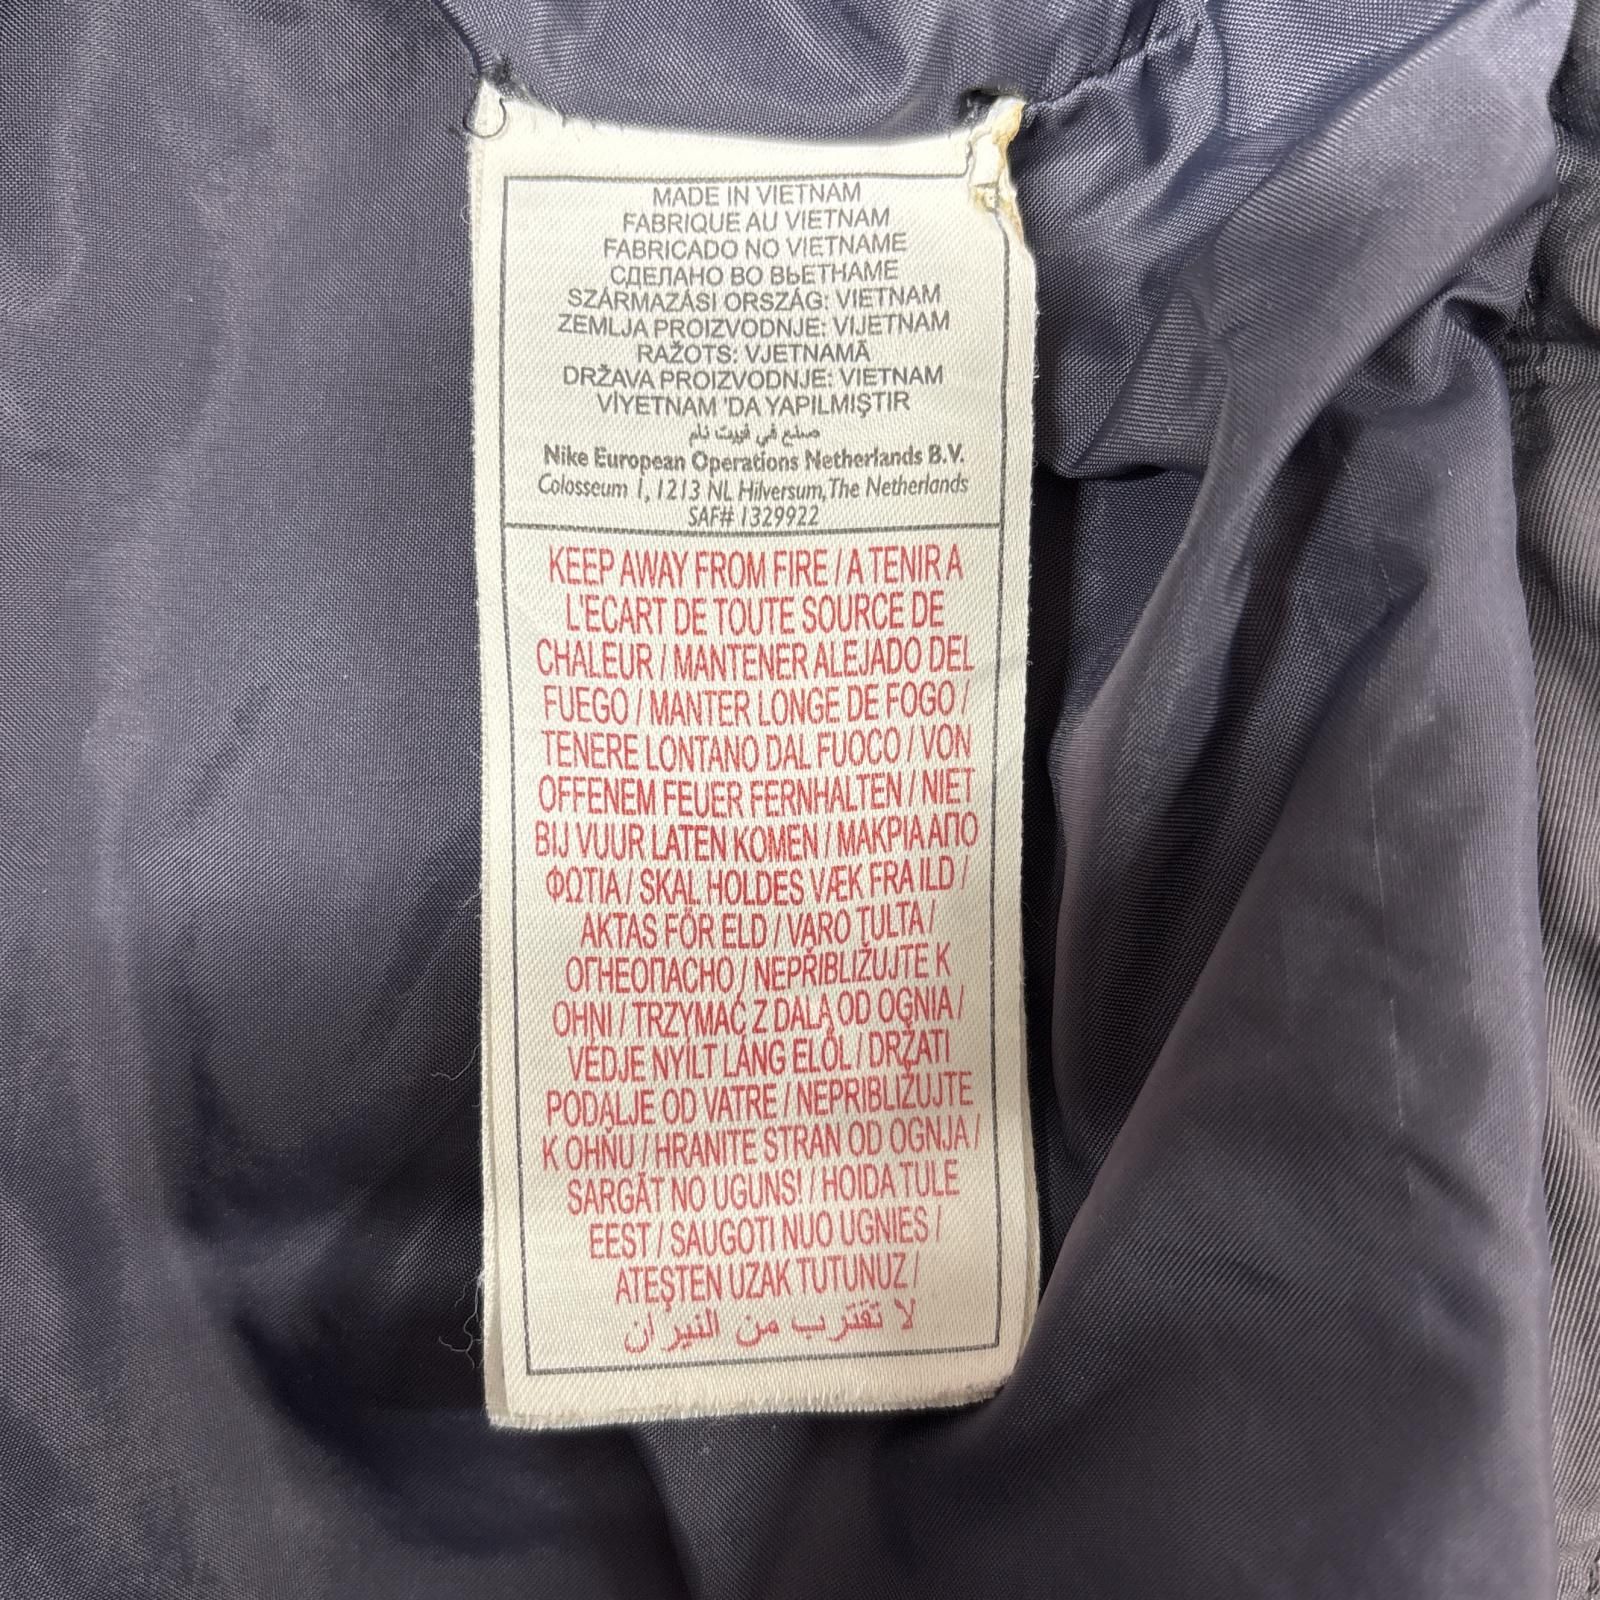 MADE IN VIETNAM
FABRIQUE AU VIETNAM
FABRICADO NO VIETNAME
СДЕЛАНО ВО ВЬЕТНАМЕ
SZÁRMAZÁSI ORSZÁG: VIETNAM
ZEMLJA PROIZVODNJE: VIJETNAM
RAŽOTS: VJETNAMĀ
DRŽAVA PROIZVODNJE: VIETNAM
VİYETNAM 'DA YAPILMIŞTIR
صنع في فييت نام
Nike European Operations Netherlands B.V.
Colosseum 1, 1213 NL Hilversum, The Netherlands
SAF# 1329922
KEEP AWAY FROM FIRE / A TENIR A
L'ECART DE TOUTE SOURCE DE
CHALEUR / MANTENER ALEJADO DEL
FUEGO / MANTER LONGE DE FOGO /
TENERE LONTANO DAL FUOCO / VON
OFFENEM FEUER FERNHALTEN / NIET
BIJ VUUR LATEN KOMEN / ΜΑΚΡΙΑ ΑΠΟ
ΦΩΤΙΑ / SKAL HOLDES VÆK FRA ILD /
AKTAS FÖR ELD / VARO TULTA /
ОГНЕОПАСНО / NEPŘIBLIŽUJTE K
OHNI / TRZYMAĆ Z DALA OD OGNIA /
VÉDJE NYÍLT LÁNG ELŐL / DRŽATI
PODALJE OD VATRE / NEPRIBLIŽUJTE
K OHŇU / HRANITE STRAN OD OGNJA /
SARGĀT NO UGUNS! / HOIDA TULE
EEST / SAUGOTI NUO UGNIES /
ATEŞTEN UZAK TUTUNUZ /
لا تقترب من النيران